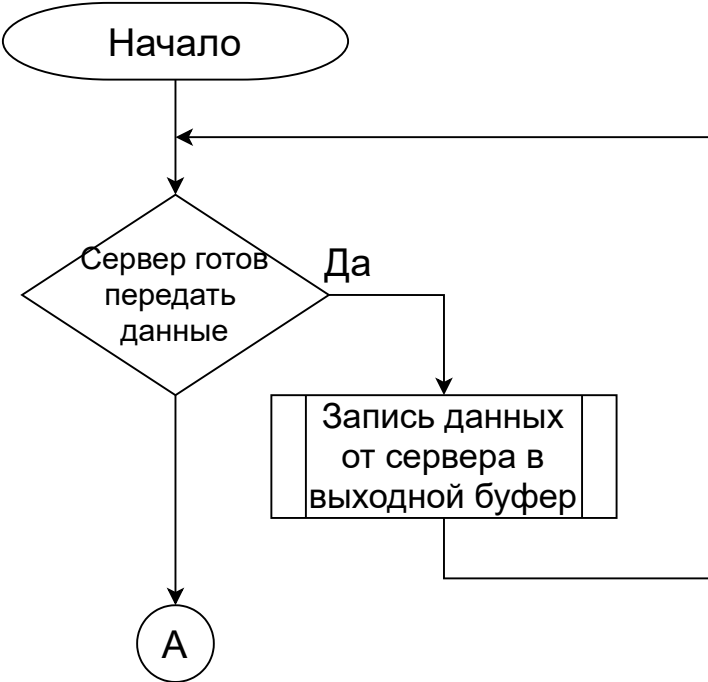 Начало
Сервер готов
передать
данные
Да
Запись данных
от сервера в
выходной буфер
А